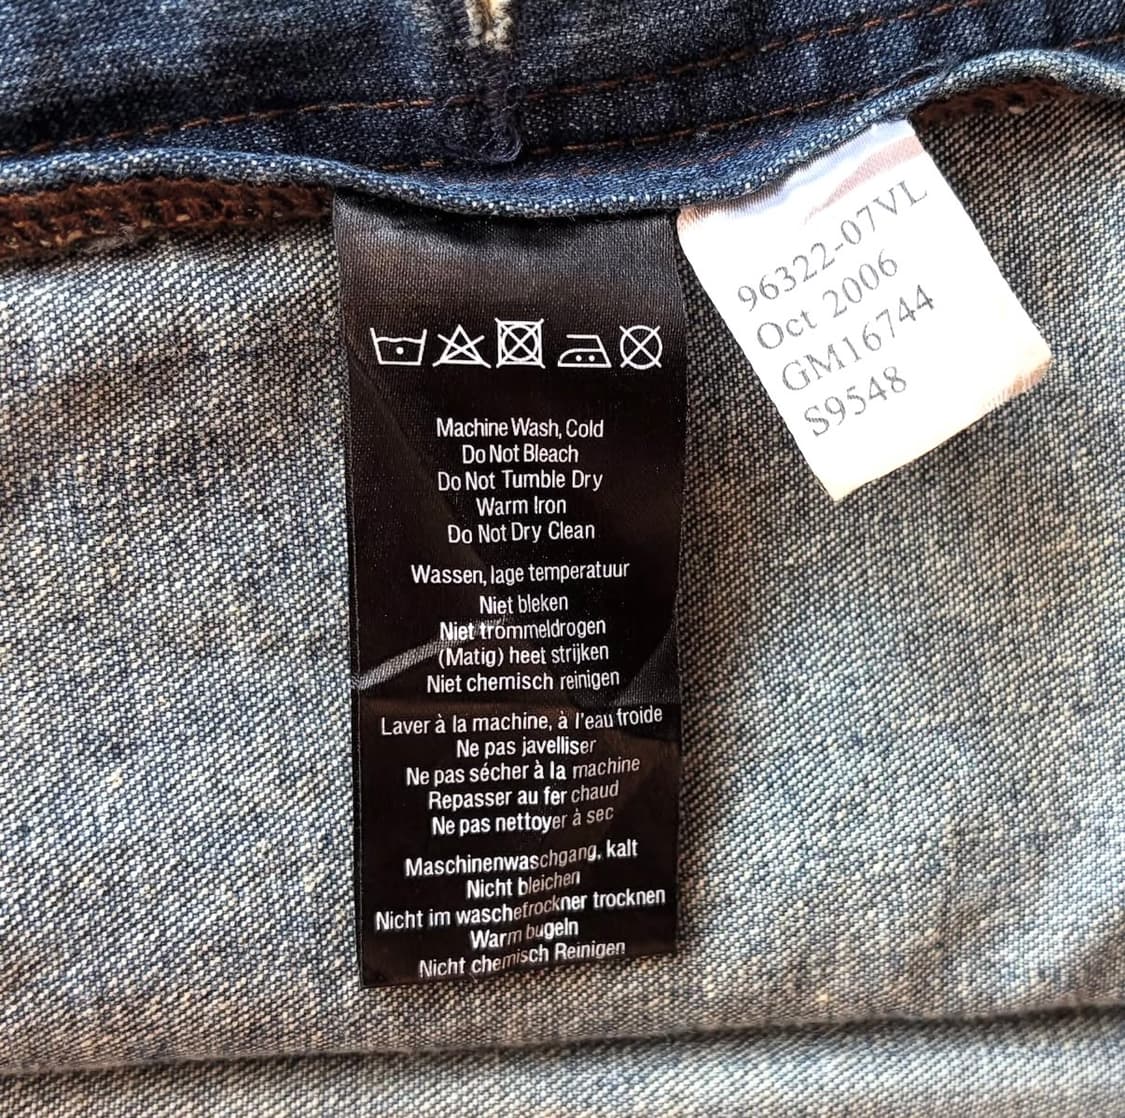 Machine Wash, Cold
Do Not Bleach
Do Not Tumble Dry
Warm Iron
Do Not Dry Clean
Wassen, lage temperatuur
Niet bleken
Niet trommeldrogen
(Matig) heet strijken
Niet chemisch reinigen
Laver à la machine, à l'eau froide
Ne pas javelliser
Ne pas sécher à la machine
Repasser au fer chaud
Ne pas nettoyer à sec
Maschinenwaschgang, kalt
Nicht bleichen
Nicht im waschetrockner trocknen
Warm bugeln
Nicht chemisch Reinigen
96322-07VL
Oct 2006
GM16744
S9548